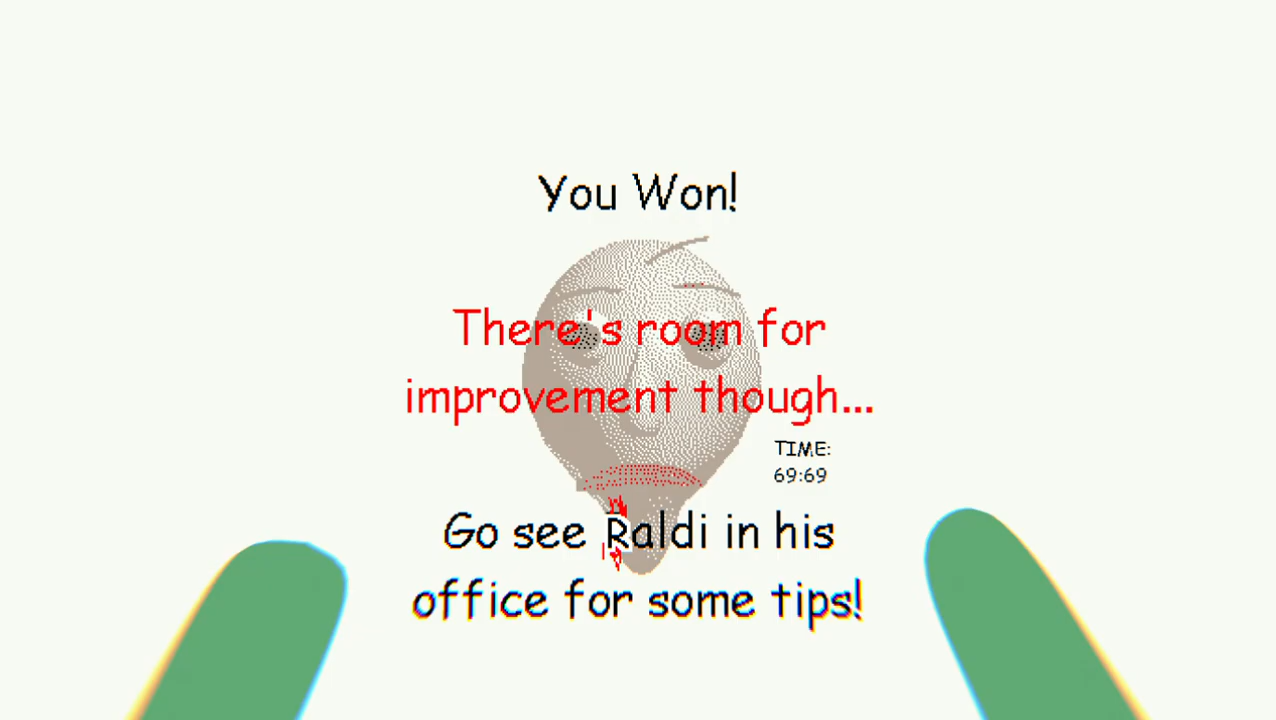 You Won!
There's room for
improvement though...
TIME:
69:69
Go see Raldi in his
office for some tips!